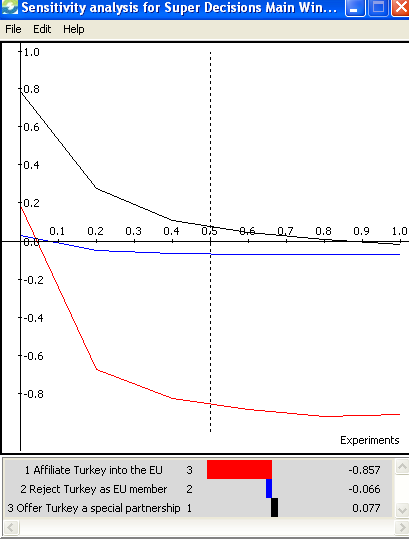 Sensitivity analysis for Super Decisions Main Win...
File Edit Help
1.0
0.8
0.6
0.4
0.2
0.0 0.1 0.2 0.3 0.4 0.5 0.6 0.7 0.8 0.9 1.0
-0.2
-0.4
-0.6
-0.8
Experiments
1 Affiliate Turkey into the EU 3 -0.857
2 Reject Turkey as EU member 2 -0.066
3 Offer Turkey a special partnership 1 0.077